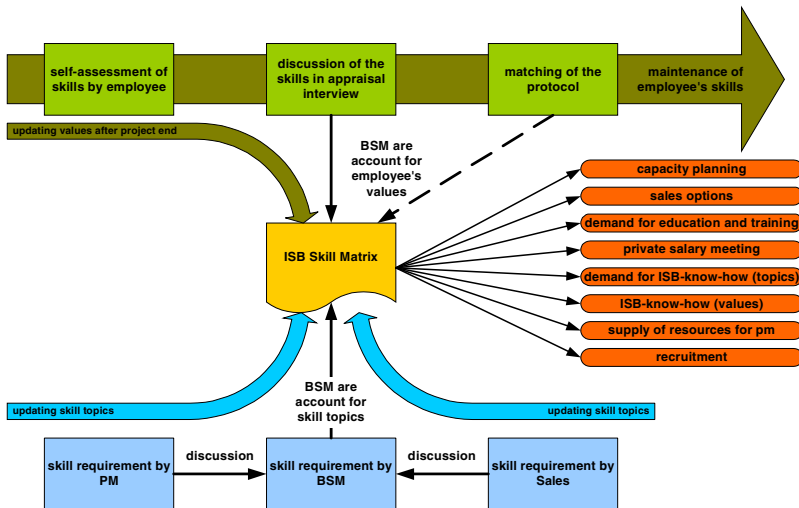 self-assessment of
skills by employee
discussion of the
skills in appraisal
interview
matching of the
protocol
maintenance of
employee's skills
updating values after project end
BSM are
account for
employee's
values
capacity planning
sales options
demand for education and training
private salary meeting
demand for ISB-know-how (topics)
ISB-know-how (values)
supply of resources for pm
recruitment
ISB Skill Matrix
BSM are
account for
skill topics
updating skill topics
updating skill topics
skill requirement by
PM
discussion
skill requirement by
BSM
discussion
skill requirement by
Sales